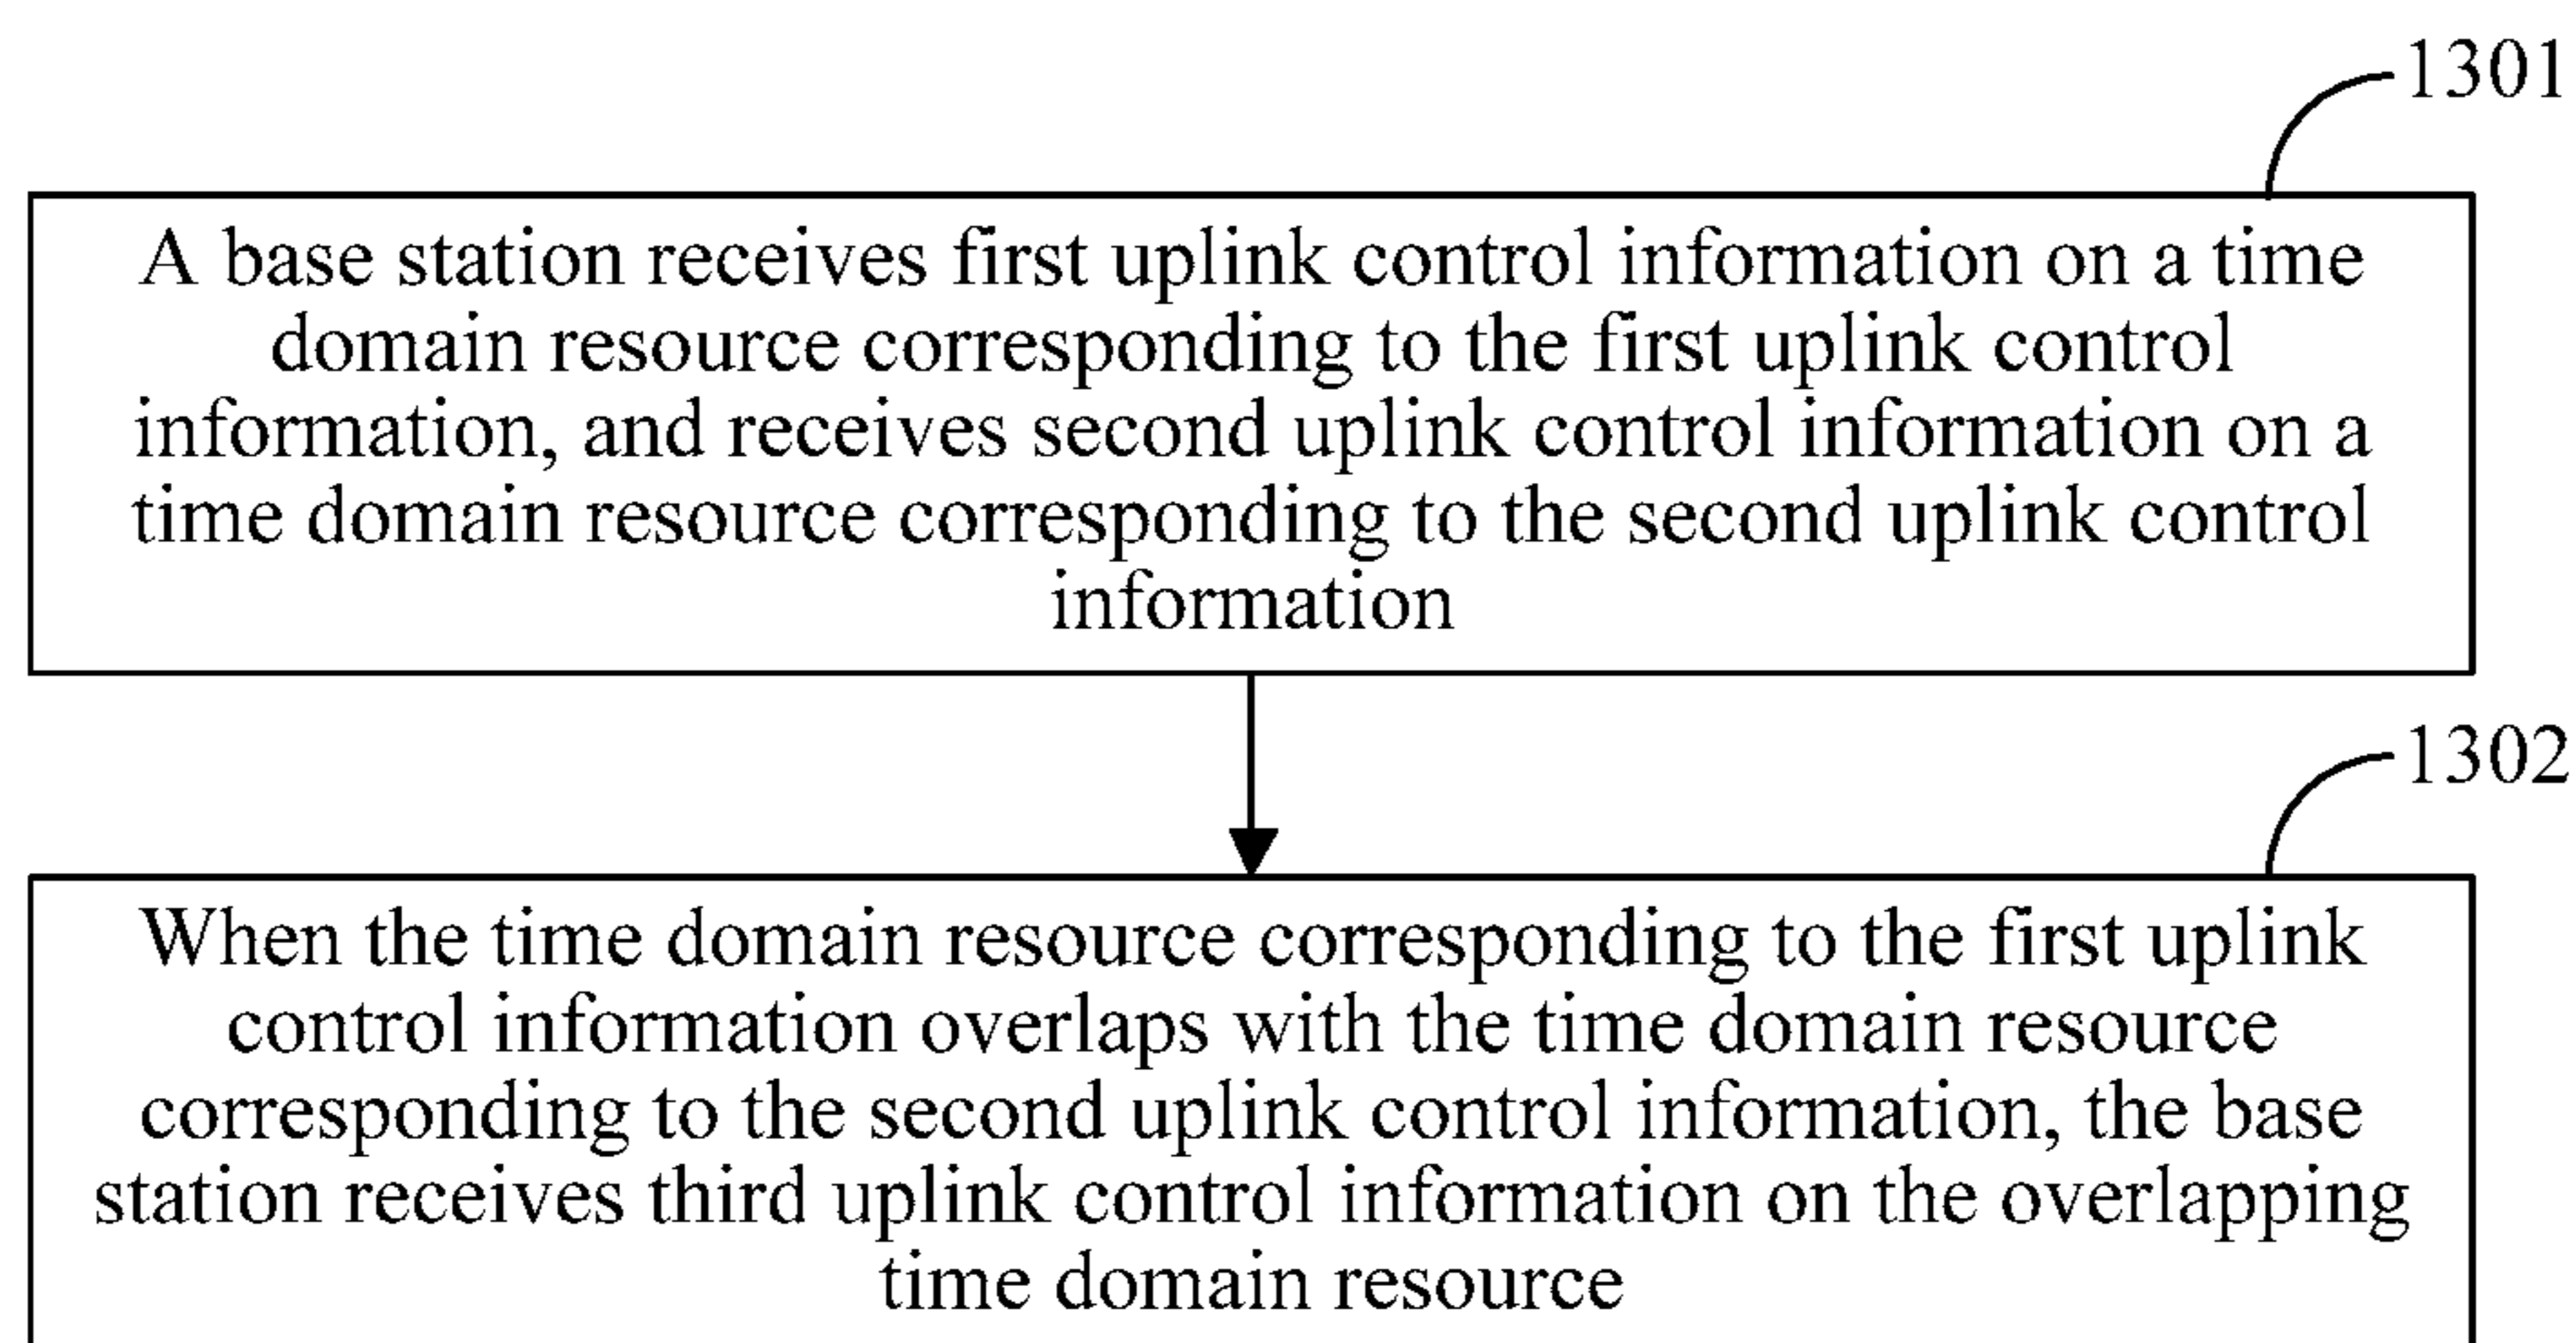 1301
A base station receives first uplink control information on a time
domain resource corresponding to the first uplink control
information, and receives second uplink control information on a
time domain resource corresponding to the second uplink control
information
1302
When the time domain resource corresponding to the first uplink
control information overlaps with the time domain resource
corresponding to the second uplink control information, the base
station receives third uplink control information on the overlapping
time domain resource